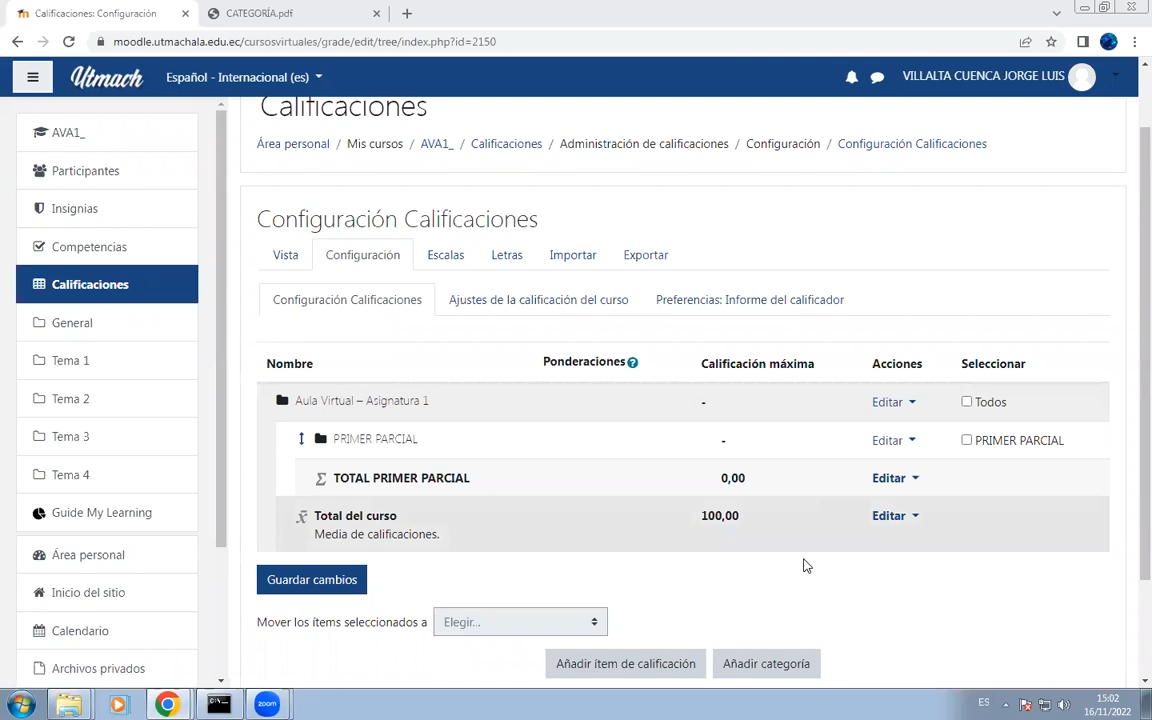 Calificaciones: Configuración
CATEGORÍA.pdf
moodle.utmachala.edu.ec/cursosvirtuales/grade/edit/tree/index.php?id=2150
Utmach
Español - Internacional (es)
VILLALTA CUENCA JORGE LUIS
AVA1_
Participantes
Insignias
Competencias
Calificaciones
General
Tema 1
Tema 2
Tema 3
Tema 4
Guide My Learning
Área personal
Inicio del sitio
Calendario
Archivos privados
Calificaciones
Área personal / Mis cursos / AVA1_ / Calificaciones / Administración de calificaciones / Configuración / Configuración Calificaciones
Configuración Calificaciones
Vista Configuración Escalas Letras Importar Exportar
Configuración Calificaciones Ajustes de la calificación del curso Preferencias: Informe del calificador
Nombre Ponderaciones Calificación máxima Acciones Seleccionar
Aula Virtual – Asignatura 1 - Editar Todos
PRIMER PARCIAL - Editar PRIMER PARCIAL
TOTAL PRIMER PARCIAL 0,00 Editar
Total del curso 100,00 Editar
Media de calificaciones.
Guardar cambios
Mover los ítems seleccionados a Elegir...
Añadir ítem de calificación Añadir categoría
zoom
ES
15:02
16/11/2022